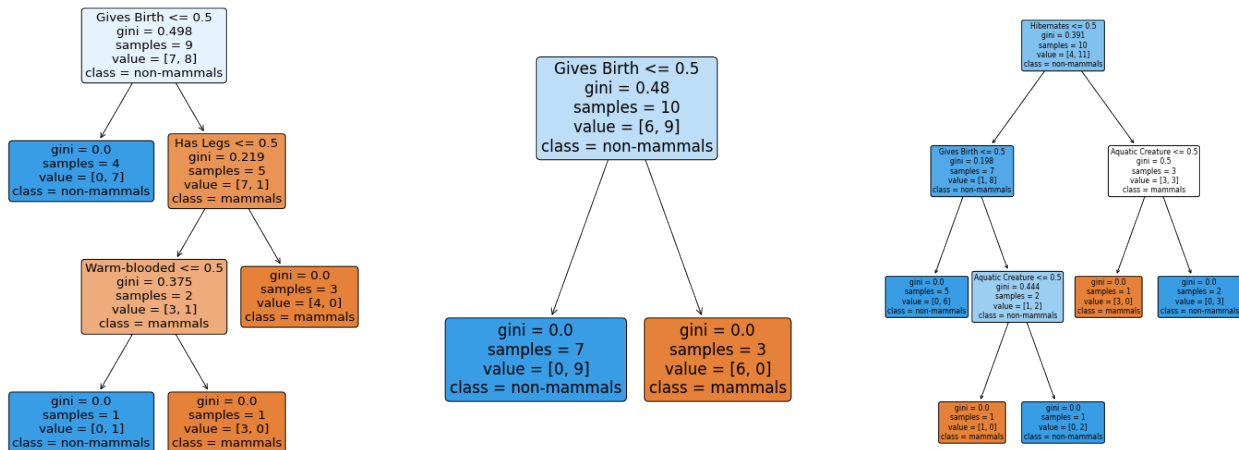 Gives Birth <= 0.5
gini = 0.498
samples = 9
value = [7, 8]
class = non-mammals
gini = 0.0
samples = 4
value = [0, 7]
class = non-mammals
Has Legs <= 0.5
gini = 0.219
samples = 5
value = [7, 1]
class = mammals
Warm-blooded <= 0.5
gini = 0.375
samples = 2
value = [3, 1]
class = mammals
gini = 0.0
samples = 3
value = [4, 0]
class = mammals
gini = 0.0
samples = 1
value = [0, 1]
class = non-mammals
gini = 0.0
samples = 1
value = [3, 0]
class = mammals
Gives Birth <= 0.5
gini = 0.48
samples = 10
value = [6, 9]
class = non-mammals
gini = 0.0
samples = 7
value = [0, 9]
class = non-mammals
gini = 0.0
samples = 3
value = [6, 0]
class = mammals
Hibernates <= 0.5
gini = 0.391
samples = 10
value = [4, 11]
class = non-mammals
Gives Birth <= 0.5
gini = 0.198
samples = 7
value = [1, 8]
class = non-mammals
Aquatic Creature <= 0.5
gini = 0.5
samples = 3
value = [3, 3]
class = mammals
gini = 0.0
samples = 5
value = [0, 6]
class = non-mammals
Aquatic Creature <= 0.5
gini = 0.444
samples = 2
value = [1, 2]
class = non-mammals
gini = 0.0
samples = 1
value = [3, 0]
class = mammals
gini = 0.0
samples = 2
value = [0, 3]
class = non-mammals
gini = 0.0
samples = 1
value = [1, 0]
class = mammals
gini = 0.0
samples = 1
value = [0, 2]
class = non-mammals